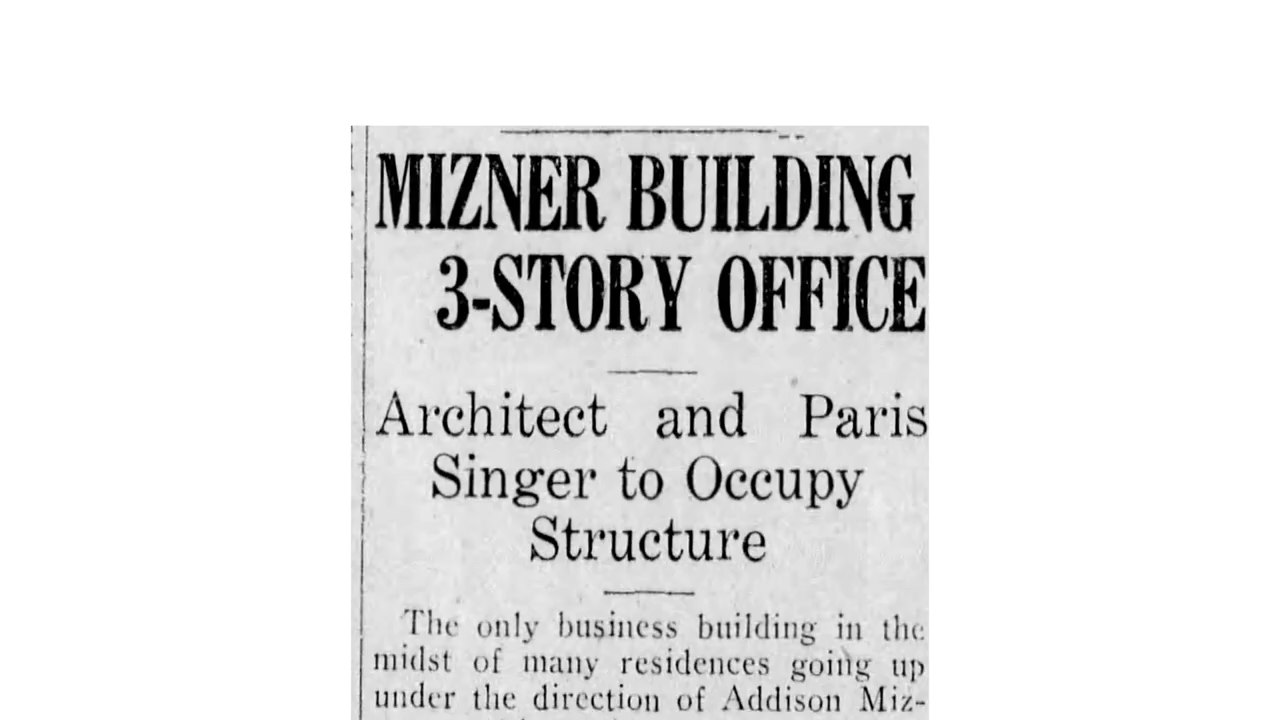 MIZNER BUILDING
3-STORY OFFICE
Architect and Paris
Singer to Occupy
Structure
The only business building in the
midst of many residences going up
under the direction of Addison Miz-